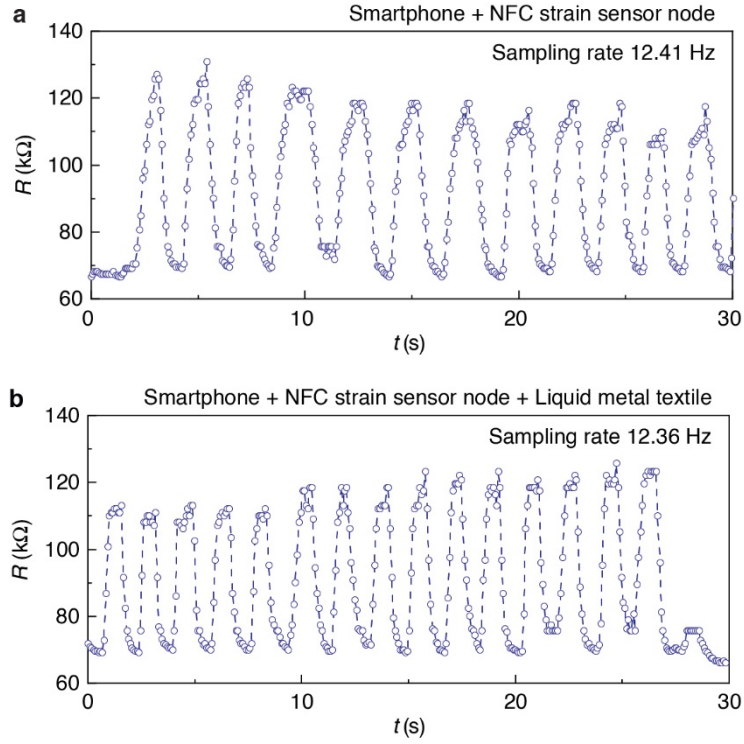 a
Smartphone + NFC strain sensor node
Sampling rate 12.41 Hz
140
120
100
80
60
R (kΩ)
0
10
20
30
t (s)
b
Smartphone + NFC strain sensor node + Liquid metal textile
Sampling rate 12.36 Hz
140
120
100
80
60
R (kΩ)
0
10
20
30
t (s)